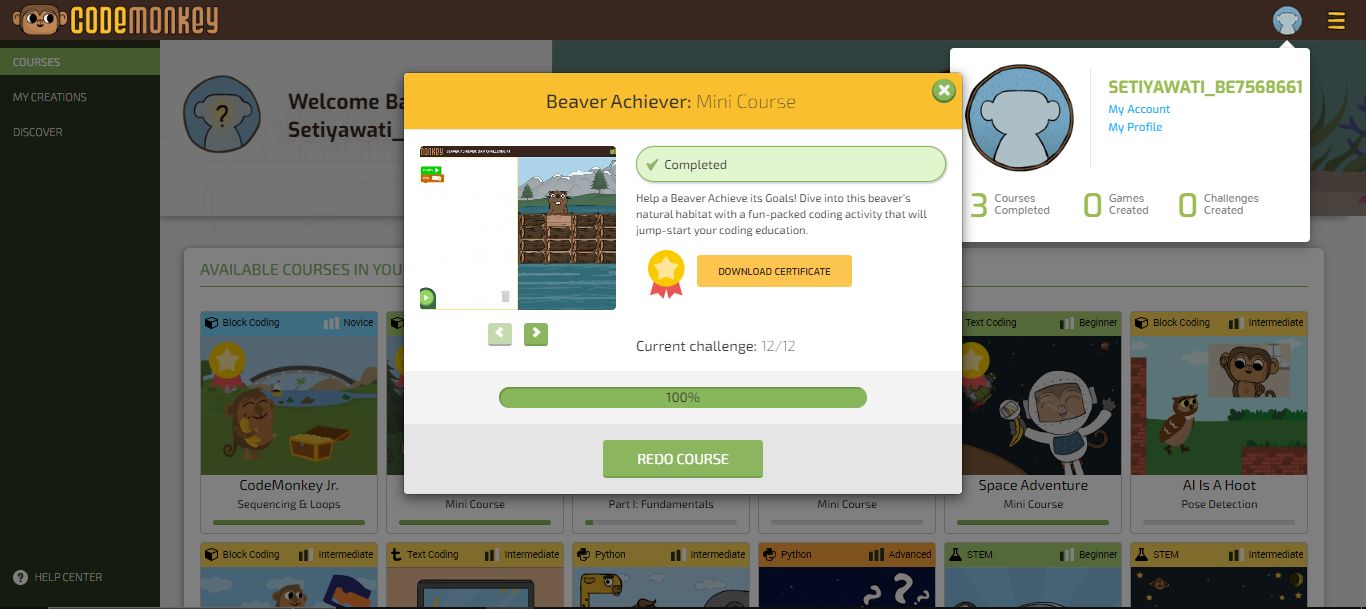 CODEMONKEY
COURSES
MY CREATIONS
DISCOVER
HELP CENTER
?
Welcome Ba
Setiyawati_
SETIYAWATI_BE7568661
My Account
My Profile
3 Courses Completed
0 Games Created
0 Challenges Created
Beaver Achiever: Mini Course
Completed
Help a Beaver Achieve its Goals! Dive into this beaver's
natural habitat with a fun-packed coding activity that will
jump-start your coding education.
DOWNLOAD CERTIFICATE
Current challenge: 12/12
100%
REDO COURSE
AVAILABLE COURSES IN YOU
Block Coding Novice
Text Coding Beginner
Block Coding Intermediate
CodeMonkey Jr.
Sequencing & Loops
Mini Course
Part I: Fundamentals
Mini Course
Space Adventure
Mini Course
AI Is A Hoot
Pose Detection
Block Coding Intermediate
Text Coding Intermediate
Python Intermediate
Python Advanced
STEM Beginner
STEM Intermediate
? ? ?